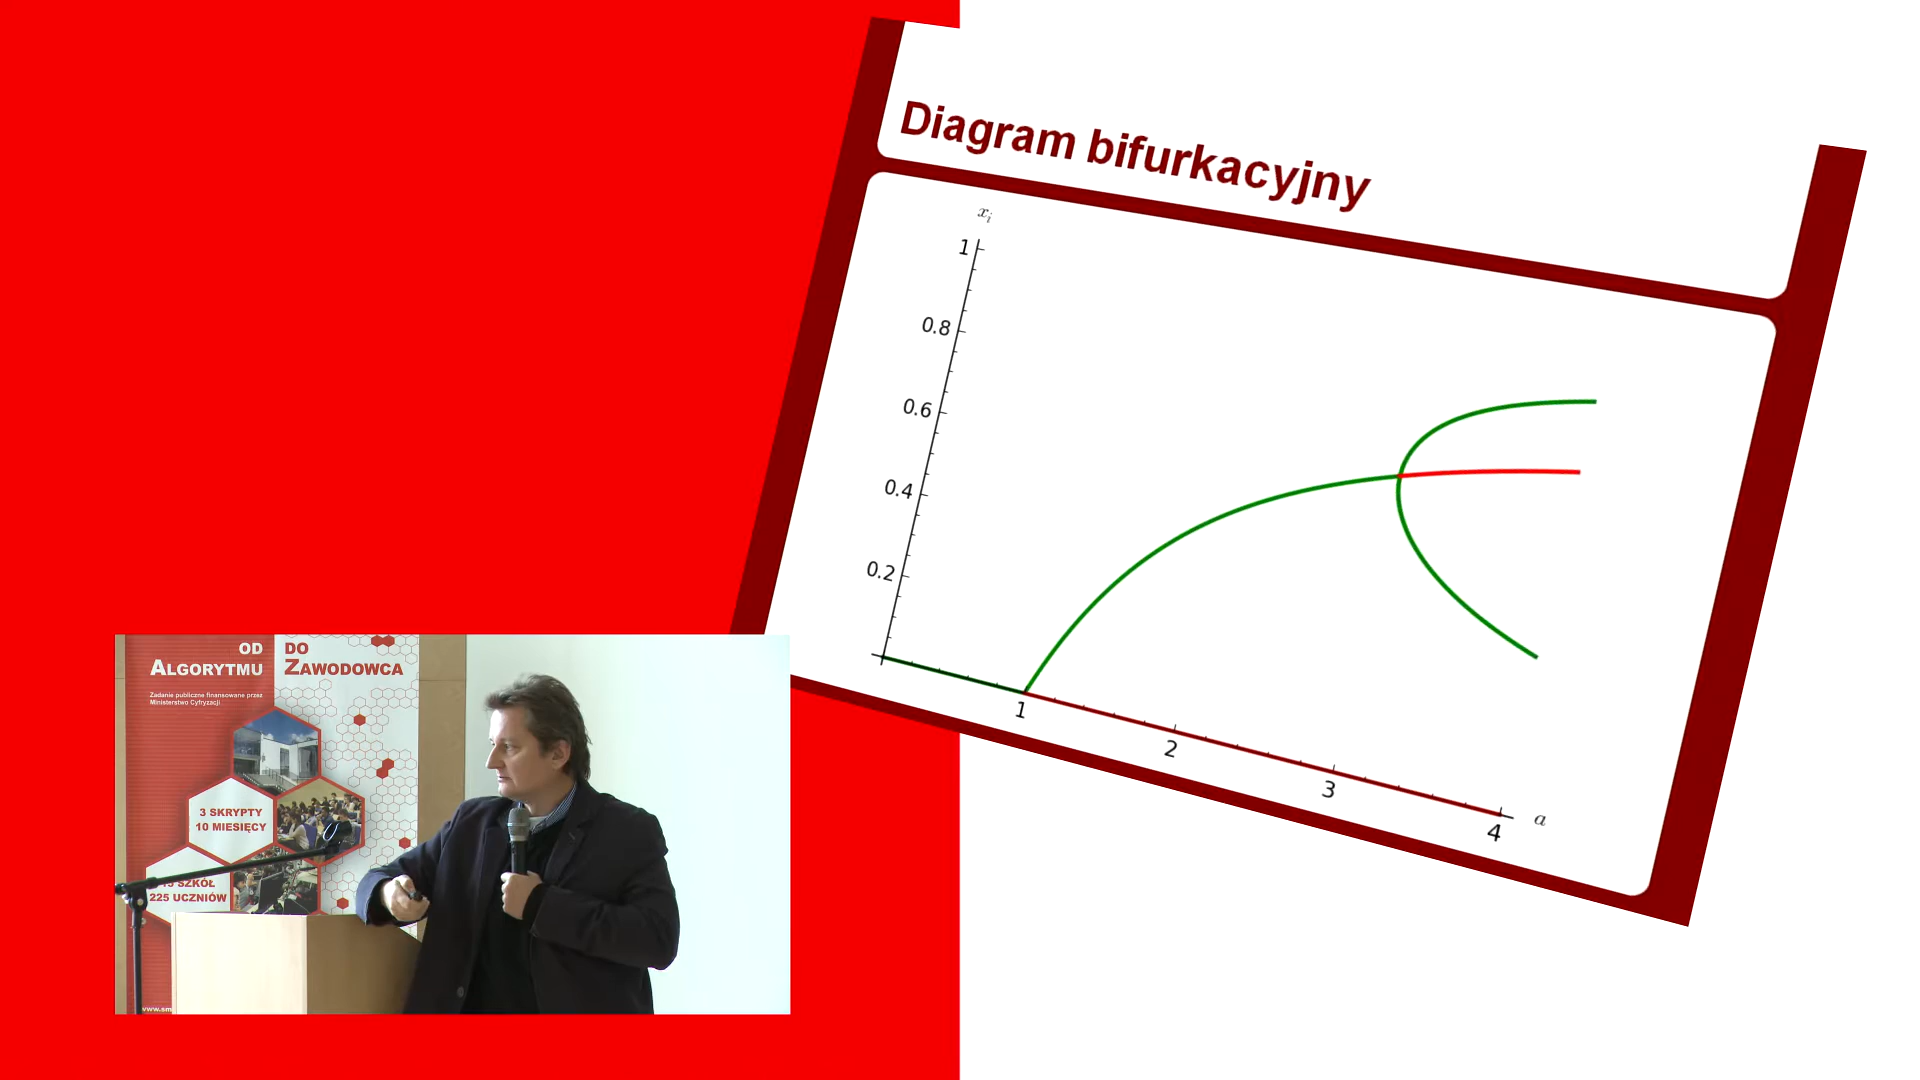 Diagram bifurkacyjny
x_i
1
0.8
0.6
0.4
0.2
1
2
3
4
a
OD DO
ALGORYTMU ZAWODOWCA
Zadanie publiczne finansowane przez
Ministerstwo Cyfryzacji
3 SKRYPTY
10 MIESIĘCY
SZKÓŁ
225 UCZNIÓW